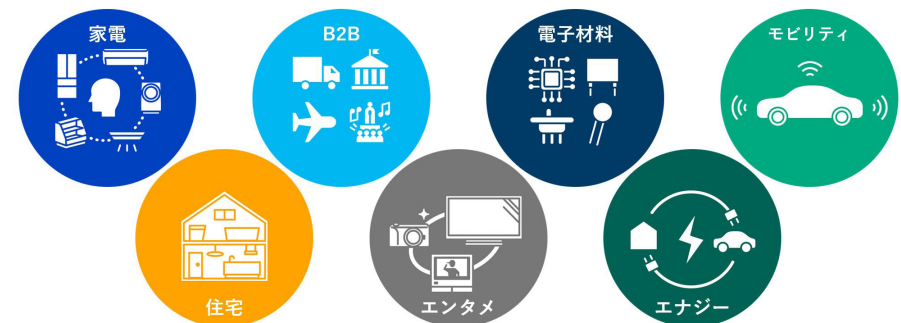 家電
B2B
電子材料
モビリティ
住宅
エンタメ
エナジー